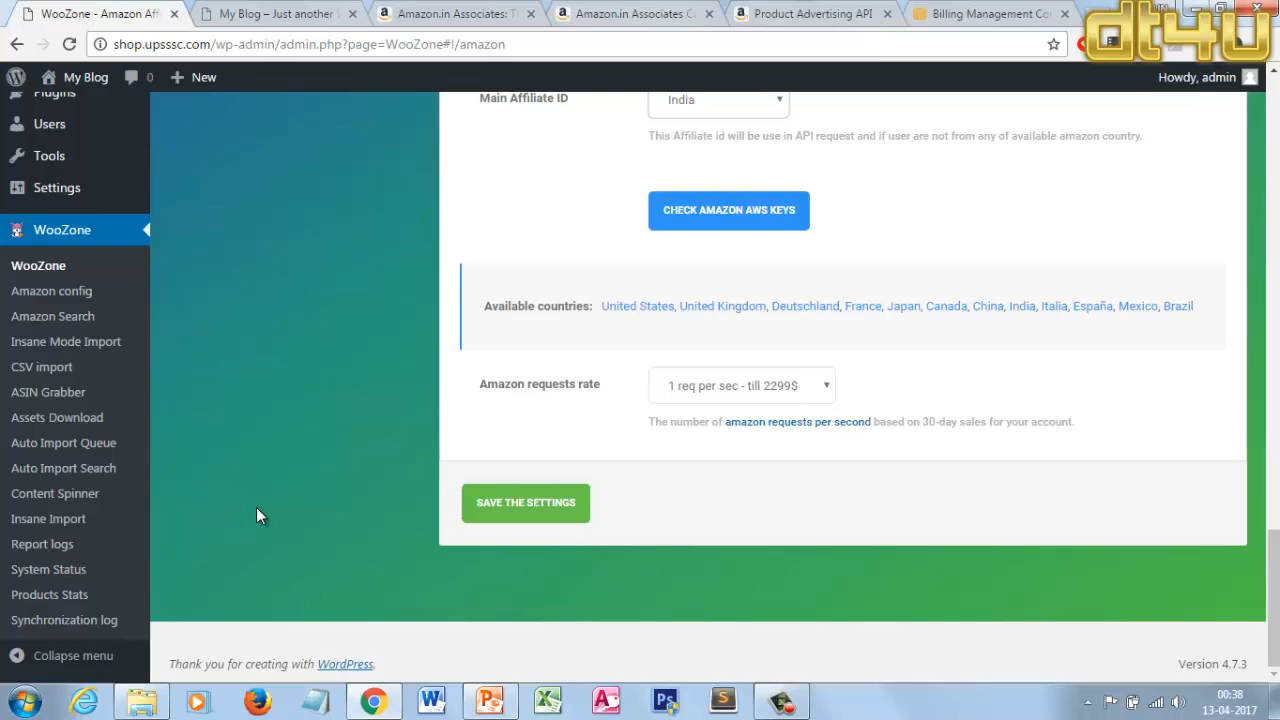 WooZone - Amazon Aff
My Blog – Just another
Amazon.in Associates: T
Amazon.in Associates C
Product Advertising API
Billing Management Co
dt4u
shop.upsssc.com/wp-admin/admin.php?page=WooZone#!/amazon
My Blog
0
New
Howdy, admin
Plugins
Users
Tools
Settings
WooZone
WooZone
Amazon config
Amazon Search
Insane Mode Import
CSV import
ASIN Grabber
Assets Download
Auto Import Queue
Auto Import Search
Content Spinner
Insane Import
Report logs
System Status
Products Stats
Synchronization log
Collapse menu
Main Affiliate ID
India
This Affiliate id will be use in API request and if user are not from any of available amazon country.
CHECK AMAZON AWS KEYS
Available countries: United States, United Kingdom, Deutschland, France, Japan, Canada, China, India, Italia, España, Mexico, Brazil
Amazon requests rate
1 req per sec - till 2299$
The number of amazon requests per second based on 30-day sales for your account.
SAVE THE SETTINGS
Thank you for creating with WordPress.
Version 4.7.3
00:38
13-04-2017